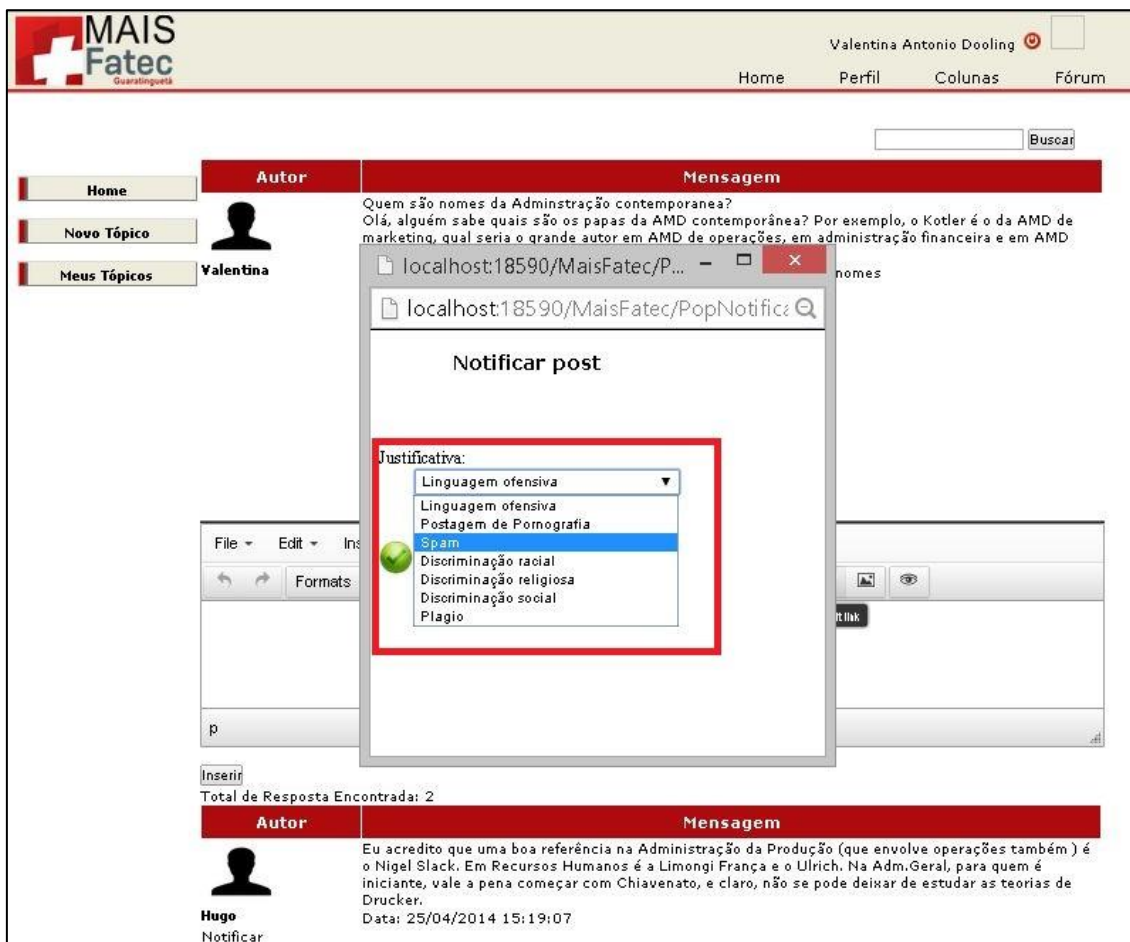 MAIS
Fatec
Guaratinguetá
Valentina Antonio Dooling
Home Perfil Colunas Fórum
Buscar
Home
Novo Tópico
Meus Tópicos
Autor Mensagem
Quem são nomes da Adminstração contemporanea?
Olá, alguém sabe quais são os papas da AMD contemporânea? Por exemplo, o Kotler é o da AMD de
marketing, qual seria o grande autor em AMD de operações, em administração financeira e em AMD
nomes
Valentina
localhost:18590/MaisFatec/P...
localhost:18590/MaisFatec/PopNotifica
Notificar post
Justificativa:
Linguagem ofensiva
Linguagem ofensiva
Postagem de Pornografia
Spam
Discriminação racial
Discriminação religiosa
Discriminação social
Plagio
File Edit Ins
Formats
t link
p
Inserir
Total de Resposta Encontrada: 2
Autor Mensagem
Eu acredito que uma boa referência na Administração da Produção (que envolve operações também ) é
o Nigel Slack. Em Recursos Humanos é a Limongi França e o Ulrich. Na Adm.Geral, para quem é
iniciante, vale a pena começar com Chiavenato, e claro, não se pode deixar de estudar as teorias de
Drucker.
Data: 25/04/2014 15:19:07
Hugo
Notificar